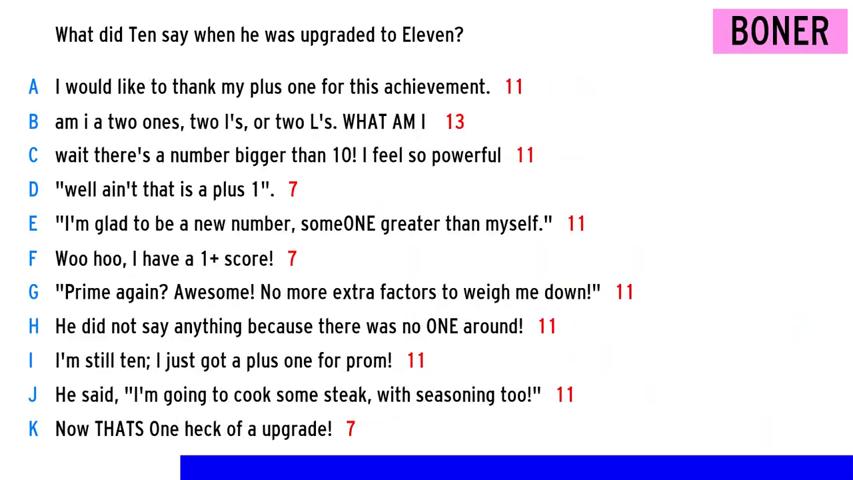 What did Ten say when he was upgraded to Eleven?
BONER
A I would like to thank my plus one for this achievement. 11
B am i a two ones, two I's, or two L's. WHAT AM I 13
C wait there's a number bigger than 10! I feel so powerful 11
D "well ain't that is a plus 1". 7
E "I'm glad to be a new number, someONE greater than myself." 11
F Woo hoo, I have a 1+ score! 7
G "Prime again? Awesome! No more extra factors to weigh me down!" 11
H He did not say anything because there was no ONE around! 11
I I'm still ten; I just got a plus one for prom! 11
J He said, "I'm going to cook some steak, with seasoning too!" 11
K Now THATS One heck of a upgrade! 7